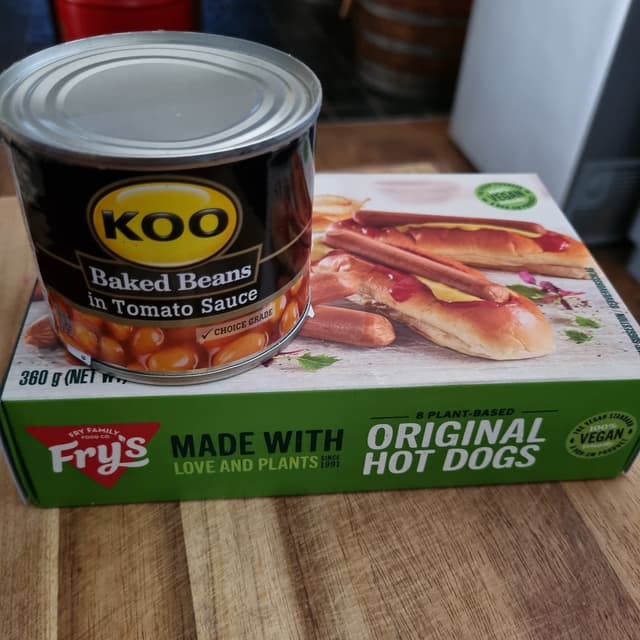 KOO
Baked Beans
in Tomato Sauce
✓ CHOICE GRADE
VEGAN
360 g (NET
FRY FAMILY
FOOD CO.
Fry's
MADE WITH
LOVE AND PLANTS SINCE 1991
8 PLANT-BASED
ORIGINAL
HOT DOGS
100%
VEGAN